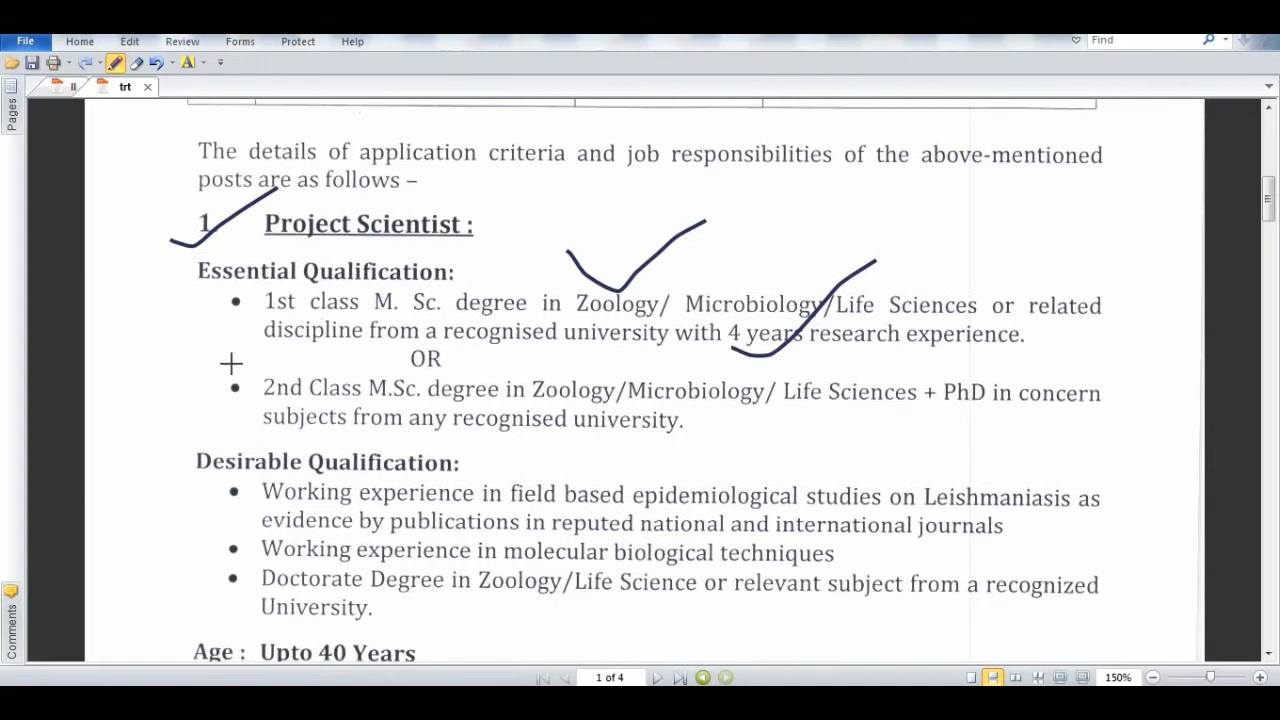 File Home Edit Review Forms Protect Help Find
II trt
Pages
The details of application criteria and job responsibilities of the above-mentioned
posts are as follows –
1. Project Scientist :
Essential Qualification:
• 1st class M. Sc. degree in Zoology/ Microbiology/Life Sciences or related
discipline from a recognised university with 4 years research experience.
OR
• 2nd Class M.Sc. degree in Zoology/Microbiology/ Life Sciences + PhD in concern
subjects from any recognised university.
Desirable Qualification:
• Working experience in field based epidemiological studies on Leishmaniasis as
evidence by publications in reputed national and international journals
• Working experience in molecular biological techniques
• Doctorate Degree in Zoology/Life Science or relevant subject from a recognized
University.
Comments
Age : Upto 40 Years
1 of 4 150%